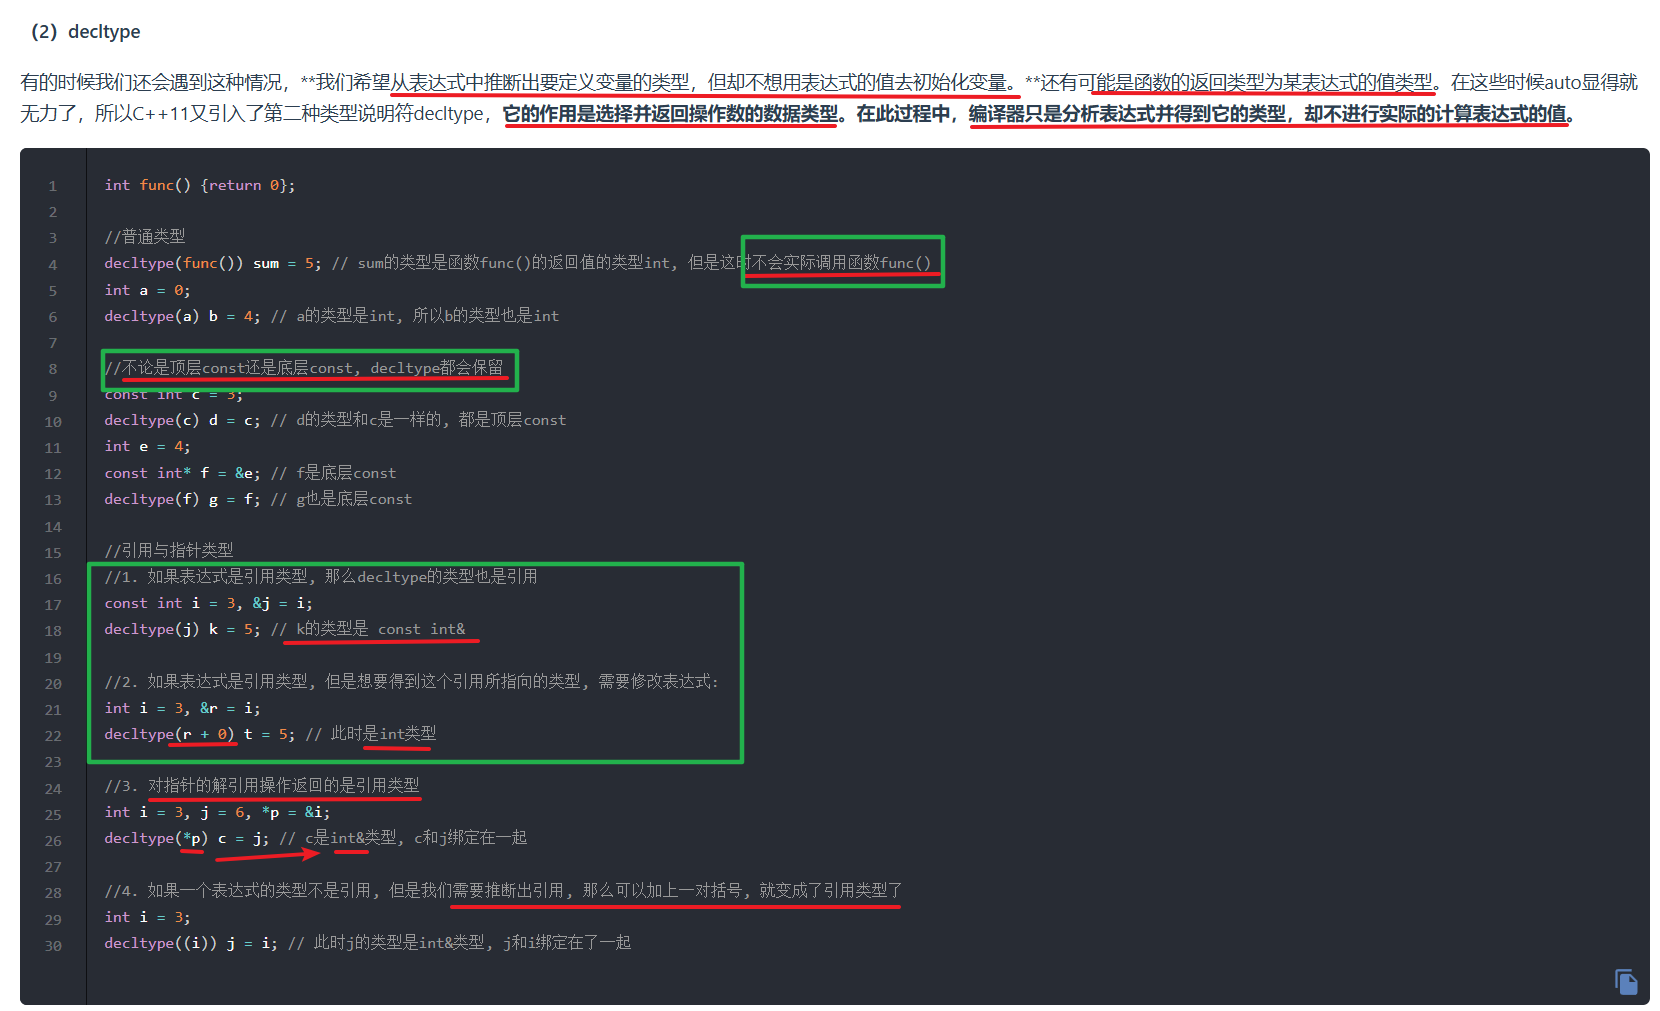 （2）decltype
有的时候我们还会遇到这种情况，**我们希望从表达式中推断出要定义变量的类型，但却不想用表达式的值去初始化变量。**还有可能是函数的返回类型为某表达式的值类型。在这些时候auto显得就
无力了，所以C++11又引入了第二种类型说明符decltype，它的作用是选择并返回操作数的数据类型。在此过程中，编译器只是分析表达式并得到它的类型，却不进行实际的计算表达式的值。
1 int func() {return 0};
2
3 //普通类型
4 decltype(func()) sum = 5; // sum的类型是函数func()的返回值的类型int, 但是这时不会实际调用函数func()
5 int a = 0;
6 decltype(a) b = 4; // a的类型是int, 所以b的类型也是int
7
8 //不论是顶层const还是底层const, decltype都会保留
9 const int c = 3;
10 decltype(c) d = c; // d的类型和c是一样的, 都是顶层const
11 int e = 4;
12 const int* f = &e; // f是底层const
13 decltype(f) g = f; // g也是底层const
14
15 //引用与指针类型
16 //1. 如果表达式是引用类型, 那么decltype的类型也是引用
17 const int i = 3, &j = i;
18 decltype(j) k = 5; // k的类型是 const int&
19
20 //2. 如果表达式是引用类型, 但是想要得到这个引用所指向的类型, 需要修改表达式:
21 int i = 3, &r = i;
22 decltype(r + 0) t = 5; // 此时是int类型
23
24 //3. 对指针的解引用操作返回的是引用类型
25 int i = 3, j = 6, *p = &i;
26 decltype(*p) c = j; // c是int&类型, c和j绑定在一起
27
28 //4. 如果一个表达式的类型不是引用, 但是我们需要推断出引用, 那么可以加上一对括号, 就变成了引用类型了
29 int i = 3;
30 decltype((i)) j = i; // 此时j的类型是int&类型, j和i绑定在了一起